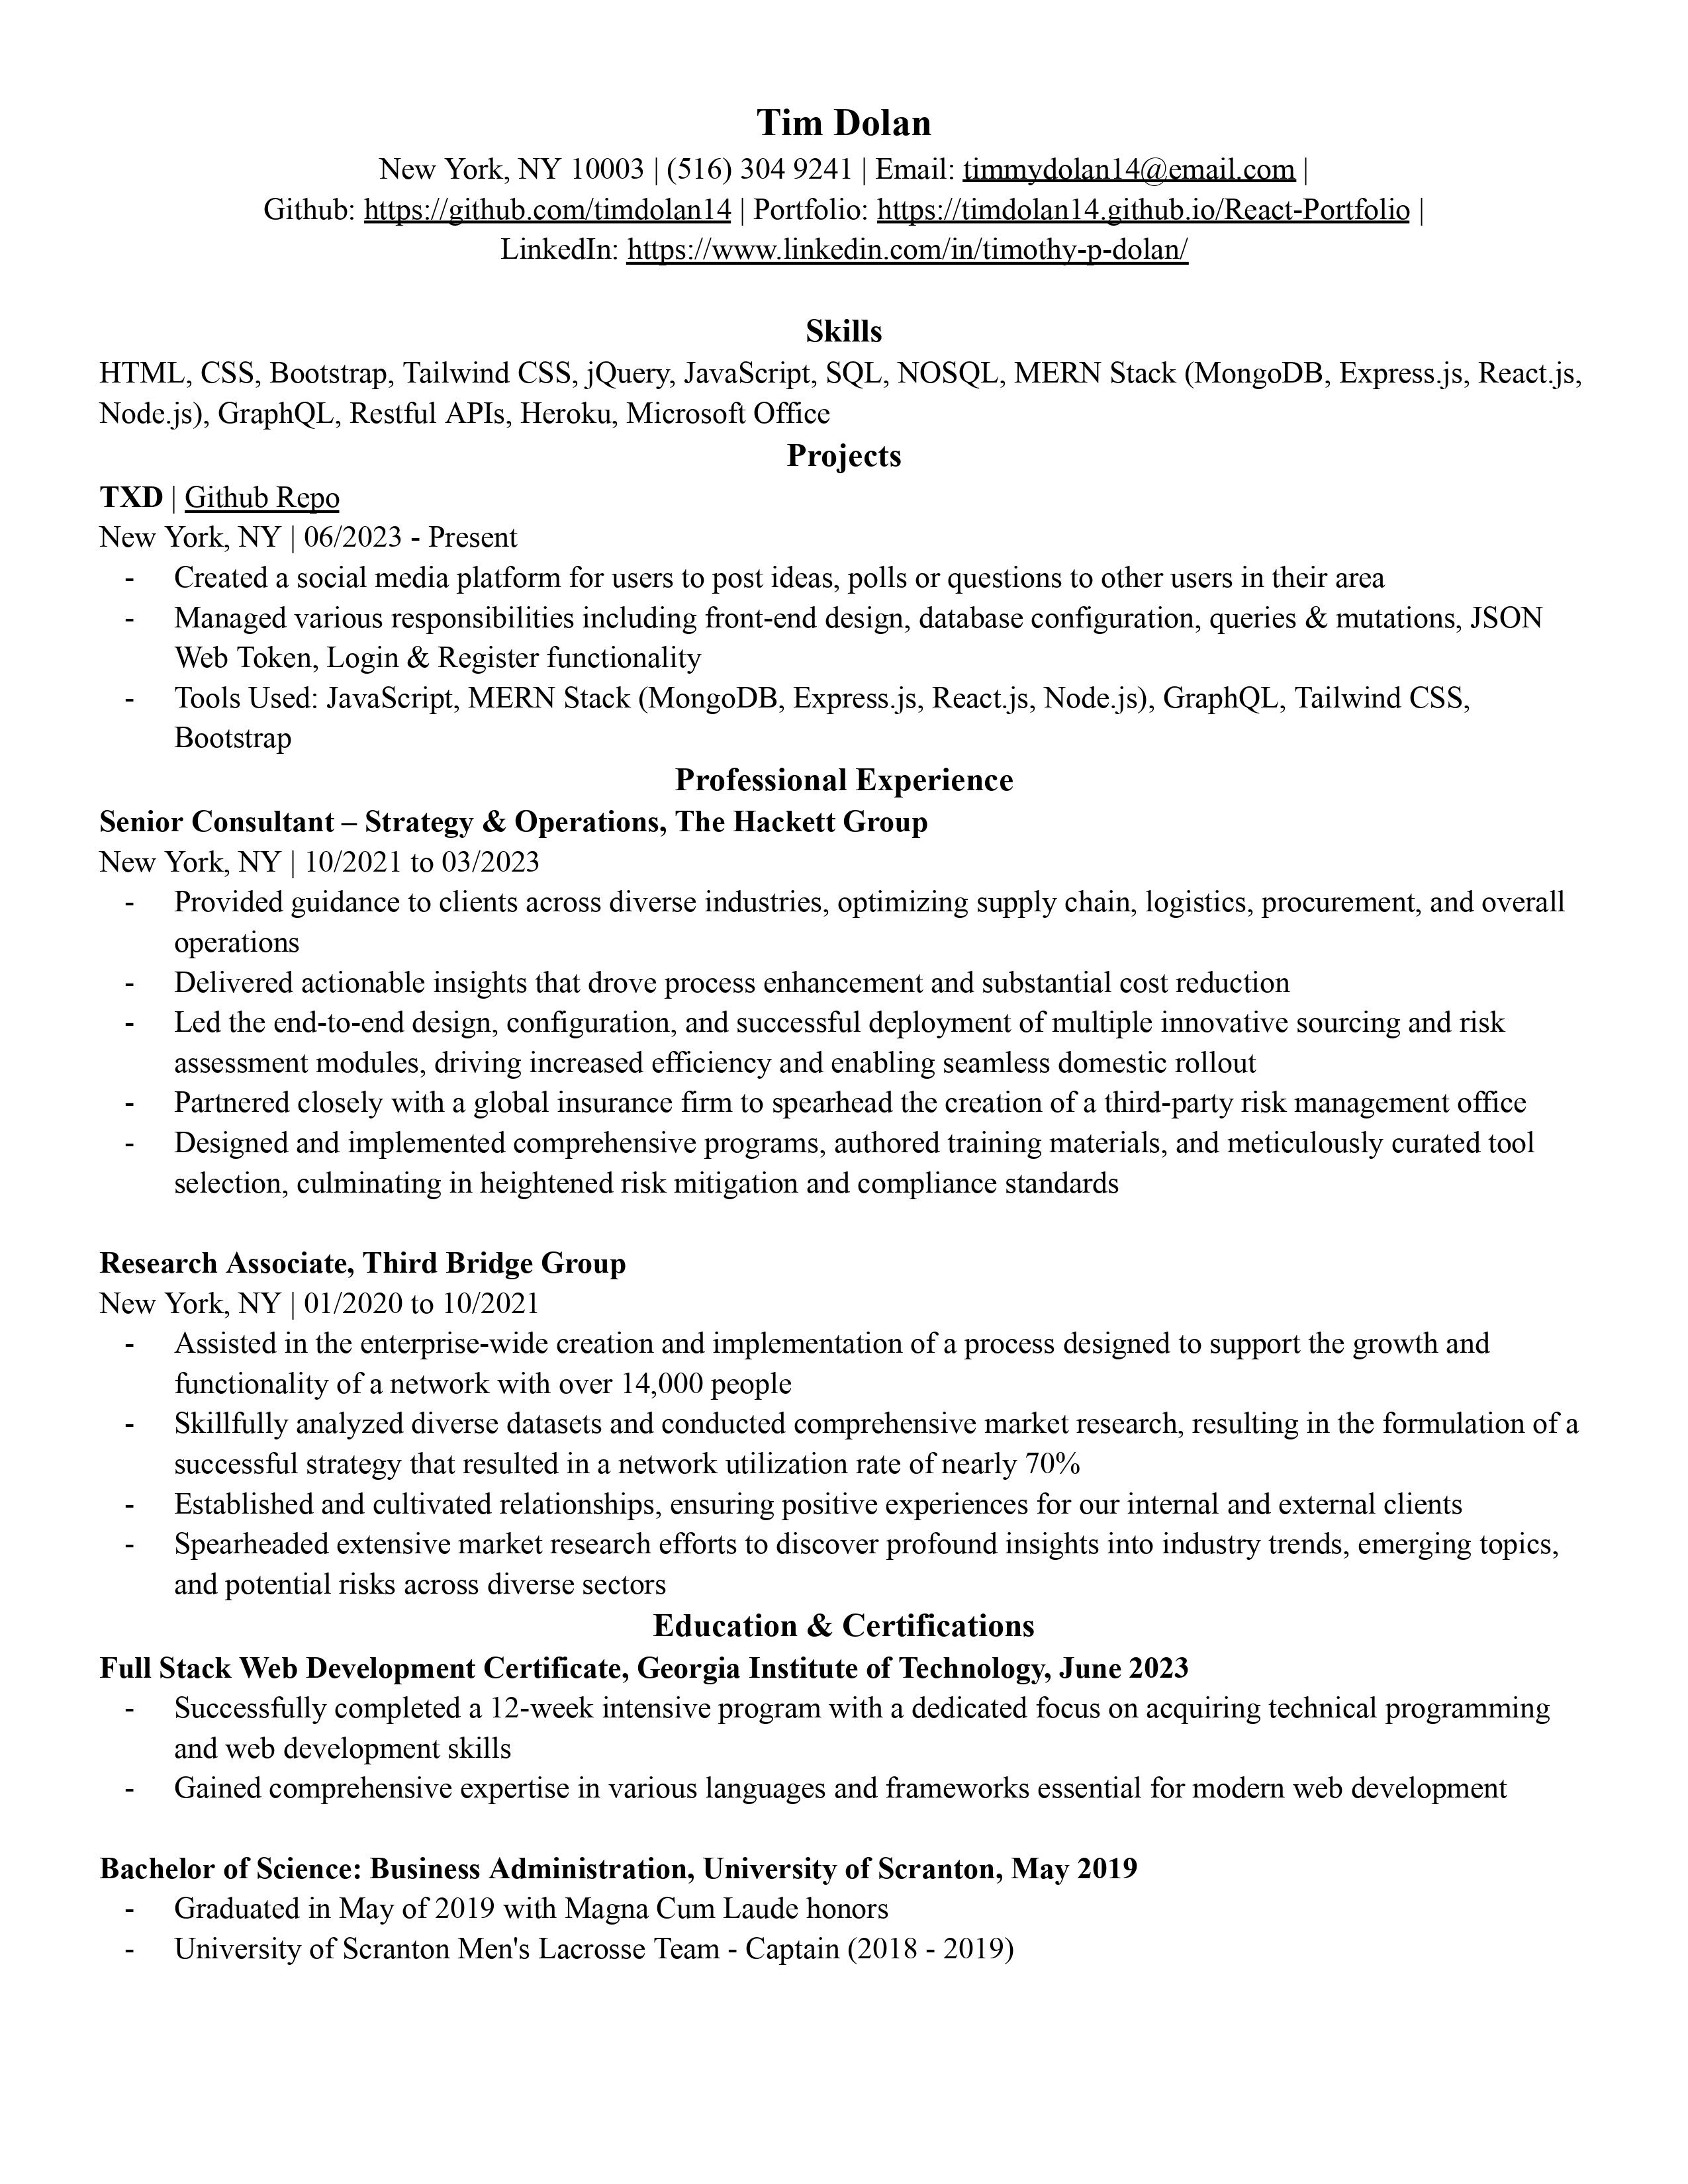 Tim Dolan
New York, NY 10003 | (516) 304 9241 | Email: timmydolan14@email.com |
Github: https://github.com/timdolan14 | Portfolio: https://timdolan14.github.io/React-Portfolio |
LinkedIn: https://www.linkedin.com/in/timothy-p-dolan/
Skills
HTML, CSS, Bootstrap, Tailwind CSS, jQuery, JavaScript, SQL, NOSQL, MERN Stack (MongoDB, Express.js, React.js,
Node.js), GraphQL, Restful APIs, Heroku, Microsoft Office
Projects
TXD | Github Repo
New York, NY | 06/2023 - Present
- Created a social media platform for users to post ideas, polls or questions to other users in their area
- Managed various responsibilities including front-end design, database configuration, queries & mutations, JSON
Web Token, Login & Register functionality
- Tools Used: JavaScript, MERN Stack (MongoDB, Express.js, React.js, Node.js), GraphQL, Tailwind CSS,
Bootstrap
Professional Experience
Senior Consultant – Strategy & Operations, The Hackett Group
New York, NY | 10/2021 to 03/2023
- Provided guidance to clients across diverse industries, optimizing supply chain, logistics, procurement, and overall
operations
- Delivered actionable insights that drove process enhancement and substantial cost reduction
- Led the end-to-end design, configuration, and successful deployment of multiple innovative sourcing and risk
assessment modules, driving increased efficiency and enabling seamless domestic rollout
- Partnered closely with a global insurance firm to spearhead the creation of a third-party risk management office
- Designed and implemented comprehensive programs, authored training materials, and meticulously curated tool
selection, culminating in heightened risk mitigation and compliance standards
Research Associate, Third Bridge Group
New York, NY | 01/2020 to 10/2021
- Assisted in the enterprise-wide creation and implementation of a process designed to support the growth and
functionality of a network with over 14,000 people
- Skillfully analyzed diverse datasets and conducted comprehensive market research, resulting in the formulation of a
successful strategy that resulted in a network utilization rate of nearly 70%
- Established and cultivated relationships, ensuring positive experiences for our internal and external clients
- Spearheaded extensive market research efforts to discover profound insights into industry trends, emerging topics,
and potential risks across diverse sectors
Education & Certifications
Full Stack Web Development Certificate, Georgia Institute of Technology, June 2023
- Successfully completed a 12-week intensive program with a dedicated focus on acquiring technical programming
and web development skills
- Gained comprehensive expertise in various languages and frameworks essential for modern web development
Bachelor of Science: Business Administration, University of Scranton, May 2019
- Graduated in May of 2019 with Magna Cum Laude honors
- University of Scranton Men's Lacrosse Team - Captain (2018 - 2019)